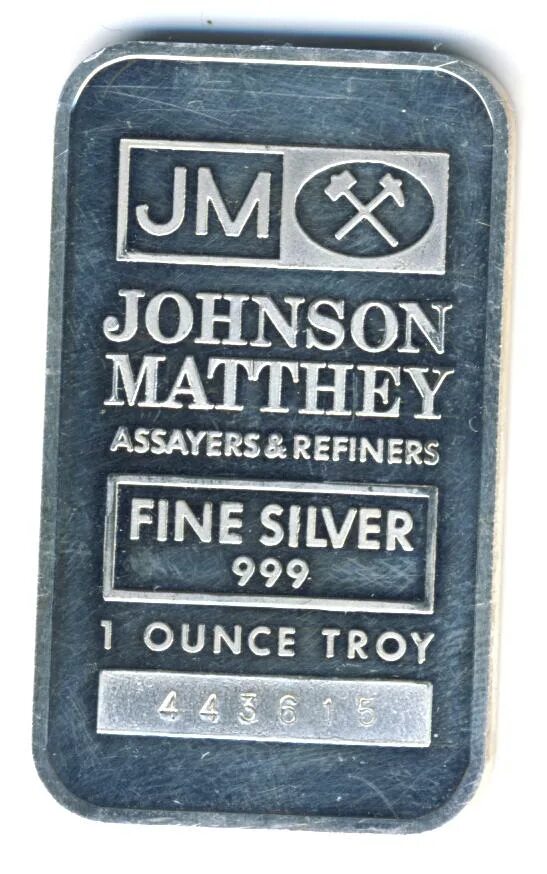 JM
JOHNSON
MATTHEY
ASSAYERS & REFINERS
FINE SILVER
999
1 OUNCE TROY
443615